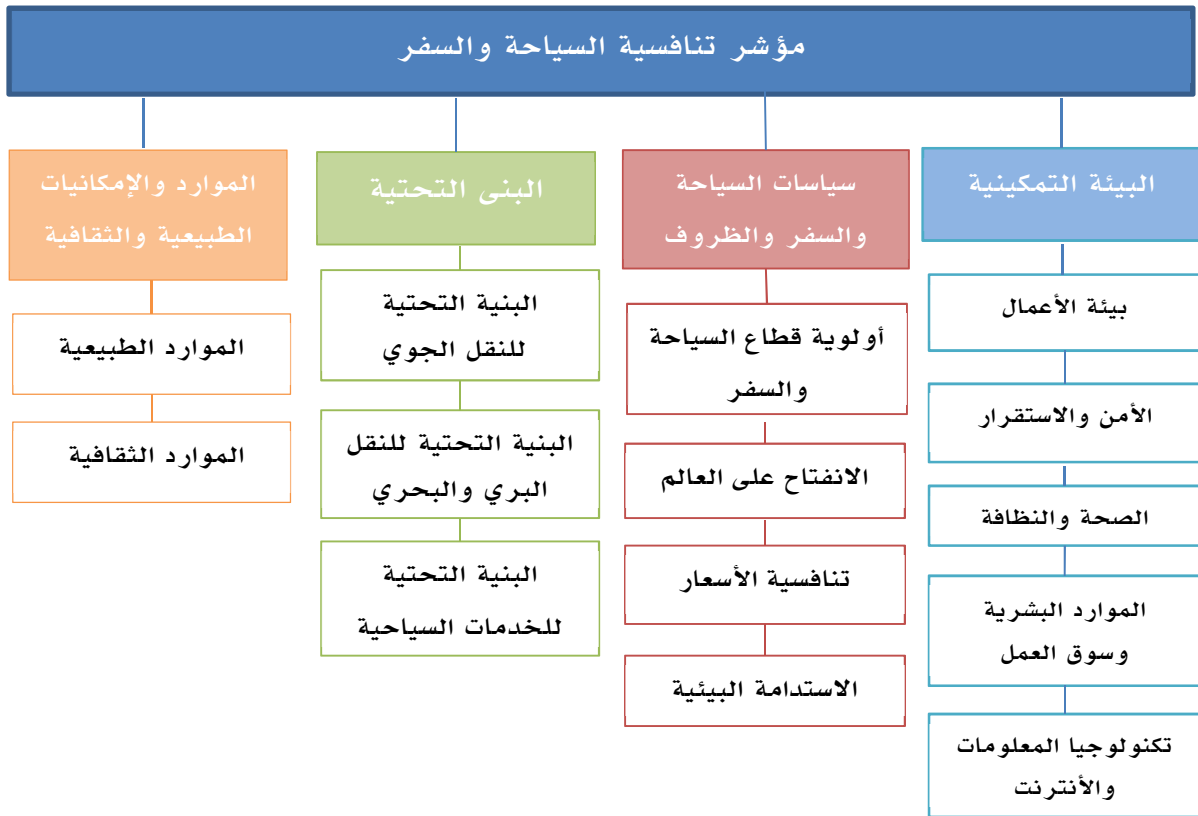 مؤشر تنافسية السياحة والسفر
البيئة التمكينية
بيئة الأعمال
الأمن والاستقرار
الصحة والنظافة
الموارد البشرية
وسوق العمل
تكنولوجيا المعلومات
والأنترنت
سياسات السياحة
والسفر والظروف
أولوية قطاع السياحة
والسفر
الانفتاح على العالم
تنافسية الأسعار
الاستدامة البيئية
البنى التحتية
البنية التحتية
للنقل الجوي
البنية التحتية للنقل
البري والبحري
البنية التحتية
للخدمات السياحية
الموارد والإمكانيات
الطبيعية والثقافية
الموارد الطبيعية
الموارد الثقافية